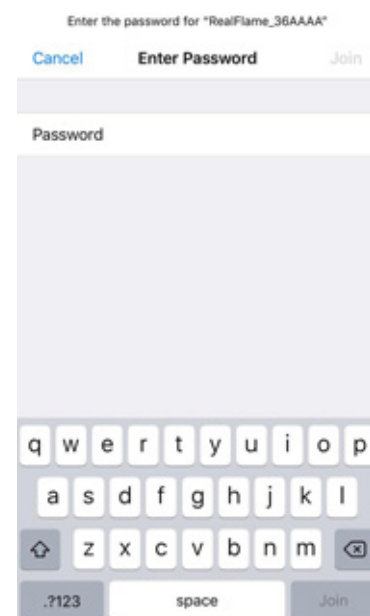 Enter the password for "RealFlame_36AAAA"
Cancel Enter Password Join
Password
q w e r t y u i o p
a s d f g h j k l
z x c v b n m
.?123 space Join